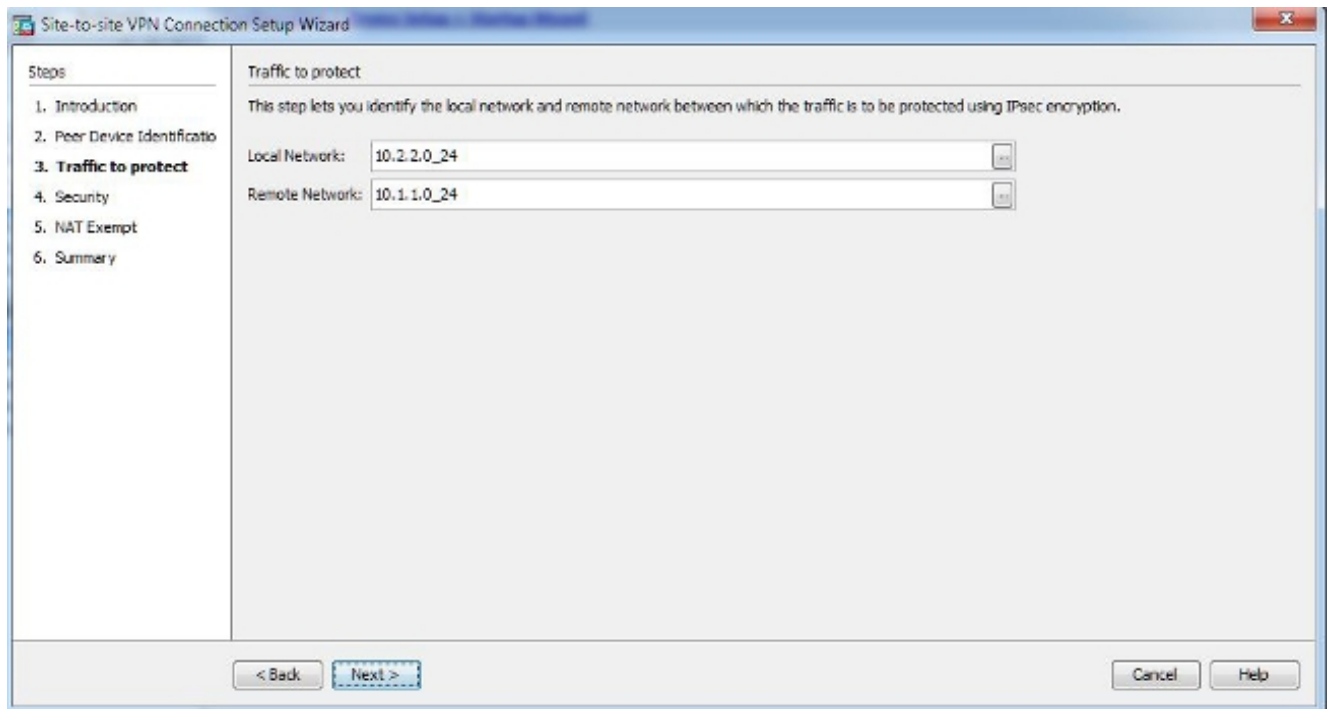 Site-to-site VPN Connection Setup Wizard
Steps
1. Introduction
2. Peer Device Identificatio
3. Traffic to protect
4. Security
5. NAT Exempt
6. Summary
Traffic to protect
This step lets you identify the local network and remote network between which the traffic is to be protected using IPsec encryption.
Local Network: 10.2.2.0_24 ...
Remote Network: 10.1.1.0_24 ...
< Back Next > Cancel Help